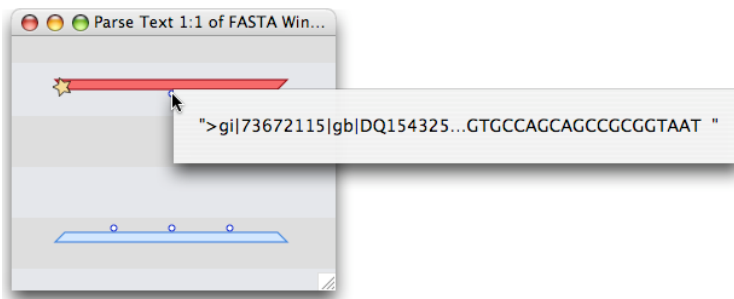 Parse Text 1:1 of FASTA Win...
">gi|73672115|gb|DQ154325...GTGCCAGCAGCCGCGGTAAT "